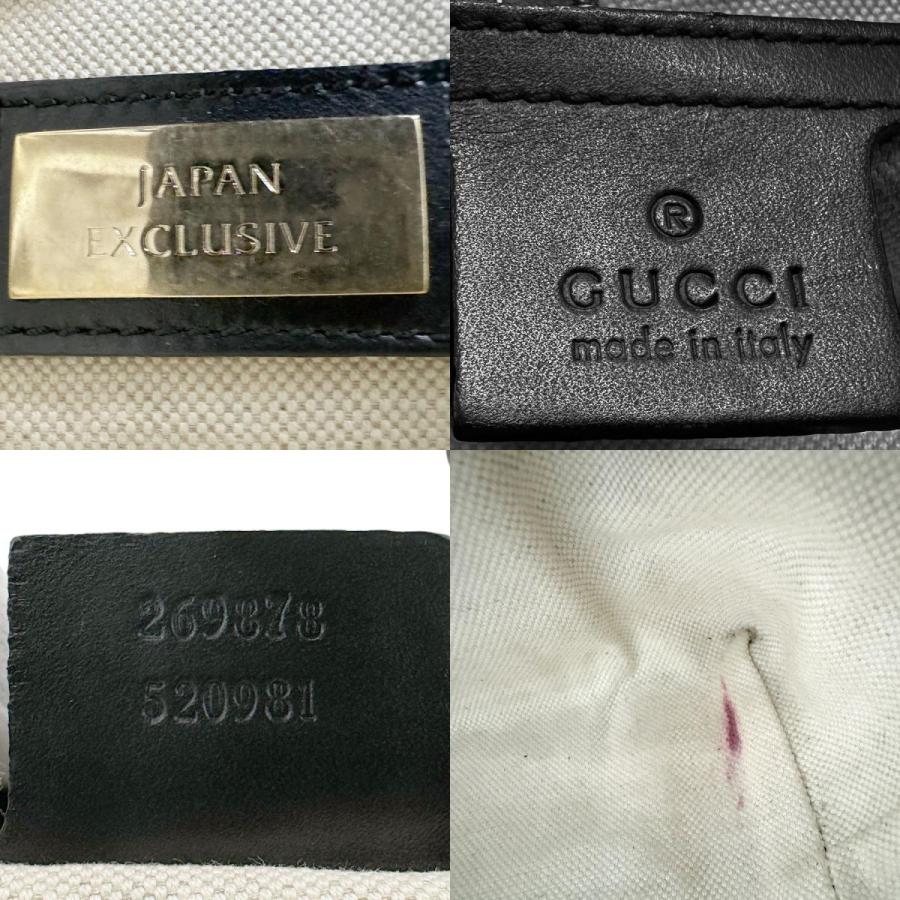 JAPAN
EXCLUSIVE
®
GUCCI
made in italy
269878
520981